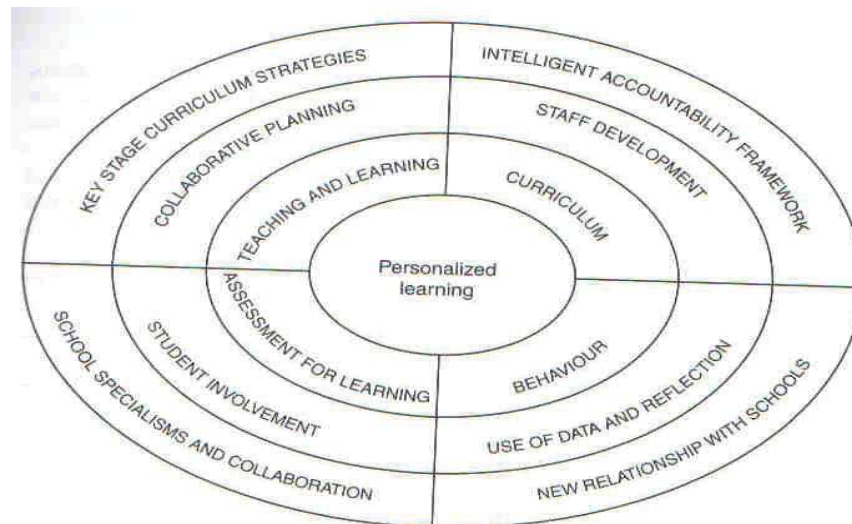 KEY STAGE CURRICULUM STRATEGIES
INTELLIGENT ACCOUNTABILITY FRAMEWORK
COLLABORATIVE PLANNING
STAFF DEVELOPMENT
TEACHING AND LEARNING
CURRICULUM
Personalized
learning
ASSESSMENT FOR LEARNING
BEHAVIOUR
STUDENT INVOLVEMENT
USE OF DATA AND REFLECTION
SCHOOL SPECIALISMS AND COLLABORATION
NEW RELATIONSHIP WITH SCHOOLS